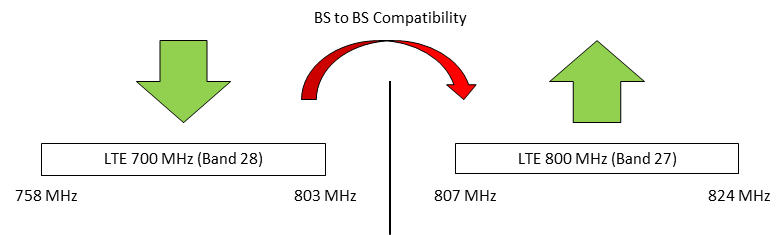 BS to BS Compatibility
LTE 700 MHz (Band 28)
LTE 800 MHz (Band 27)
758 MHz
803 MHz
807 MHz
824 MHz